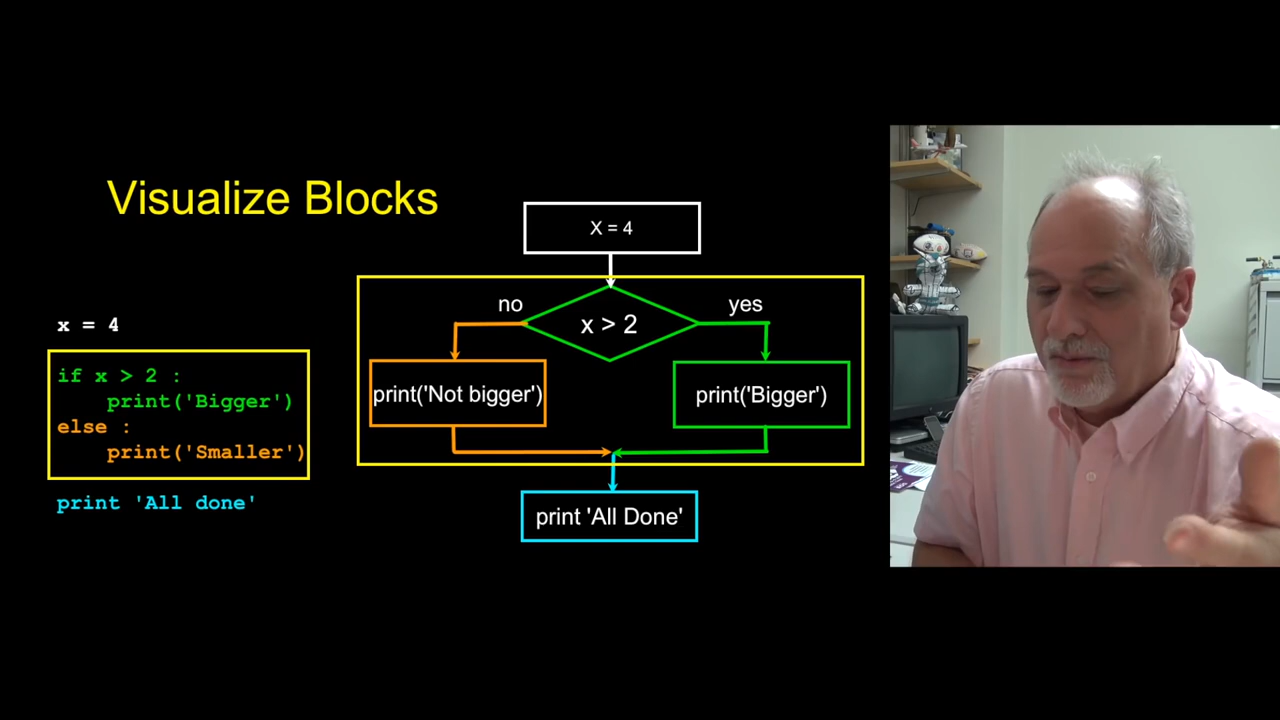 Visualize Blocks
x = 4
if x > 2 :
print('Bigger')
else :
print('Smaller')
print 'All done'
X = 4
no
yes
x > 2
print('Not bigger')
print('Bigger')
print 'All Done'